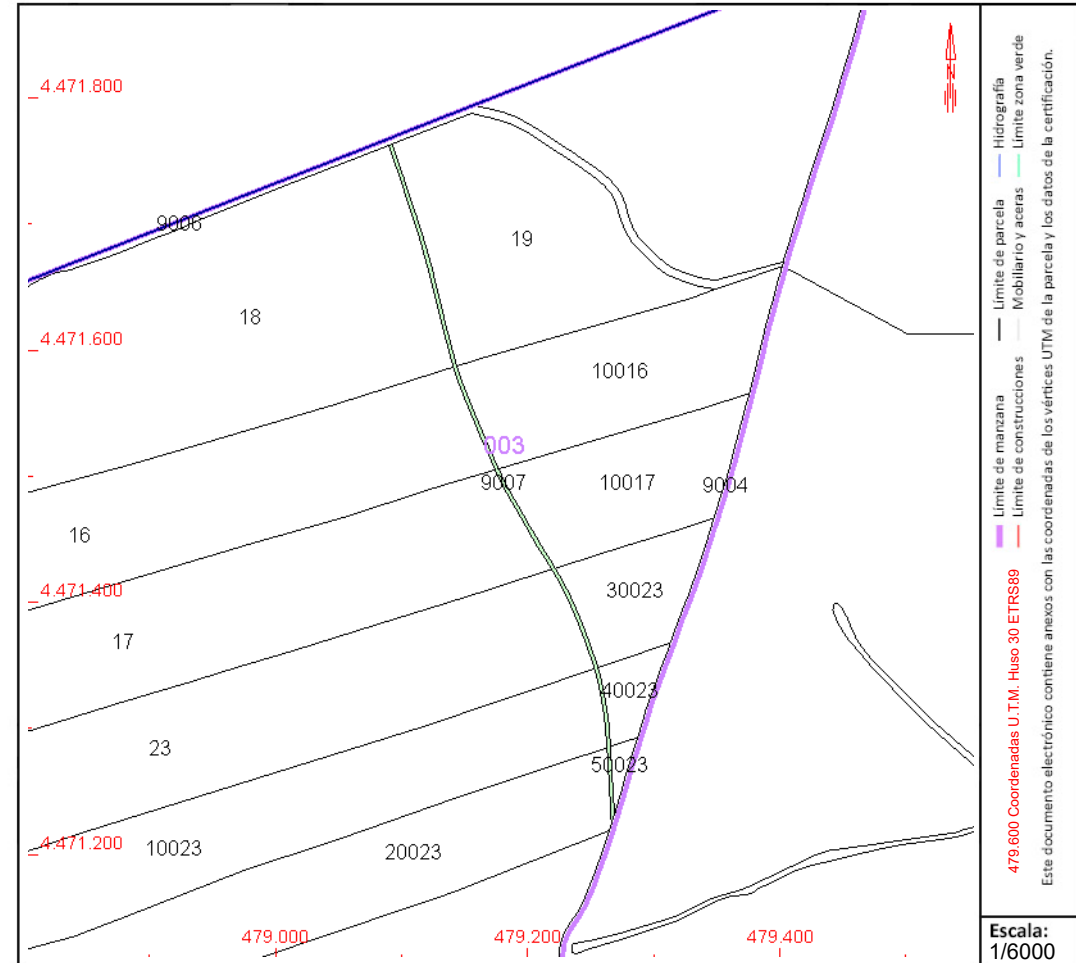 4.471.800
N
9006
19
18
4.471.600
10016
003
9007
10017
9004
16
4.471.400
30023
17
40023
23
50023
4.471.200
10023
20023
479.000
479.200
479.400
Límite de manzana
Límite de parcela
Hidrografía
479.600 Coordenadas U.T.M. Huso 30 ETRS89
Límite de construcciones
Mobiliario y aceras
Límite zona verde
Este documento electrónico contiene anexos con las coordenadas de los vértices UTM de la parcela y los datos de la certificación.
Escala:
1/6000